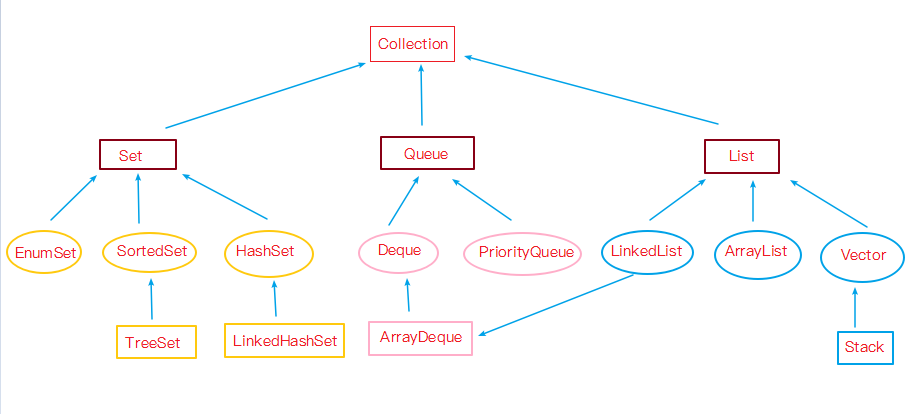 Collection
Set
Queue
List
EnumSet
SortedSet
HashSet
Deque
PriorityQueue
LinkedList
ArrayList
Vector
TreeSet
LinkedHashSet
ArrayDeque
Stack